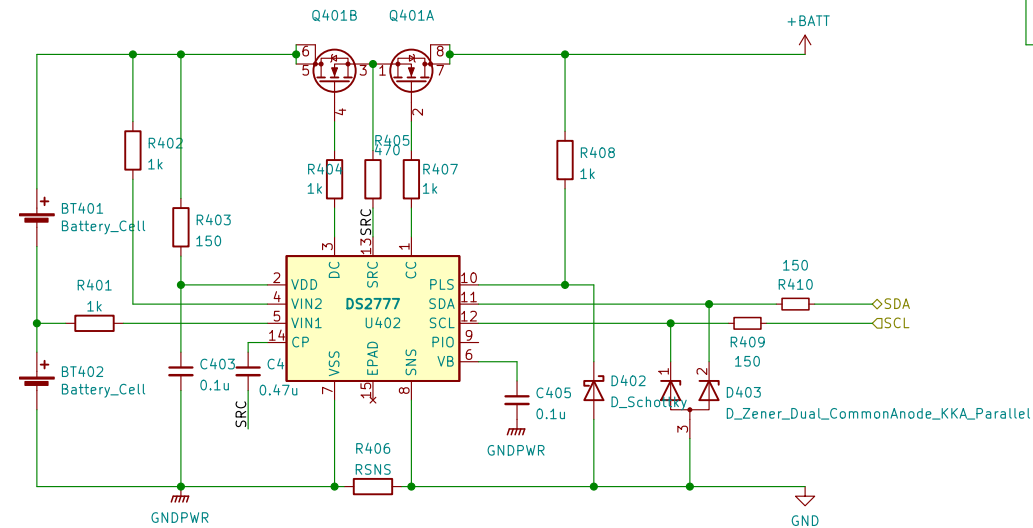 Q401B
Q401A
+BATT
6
5
3
1
8
7
4
2
R402
1k
R405
470
R404
1k
R407
1k
R408
1k
BT401
Battery_Cell
R403
150
SRC
3
13
1
R401
1k
DC
SRC
CC
2
VDD
4
VIN2
5
VIN1
14
CP
DS2777
U402
PLS
10
SDA
11
SCL
12
PIO
9
VB
6
VSS
EPAD
SNS
7
15
8
150
R410
SDA
SCL
R409
150
BT402
Battery_Cell
C403
0.1u
C4
0.47u
SRC
C405
0.1u
GNDPWR
D402
D_Schottky
1
2
D403
D_Zener_Dual_CommonAnode_KKA_Parallel
3
R406
RSNS
GNDPWR
GND